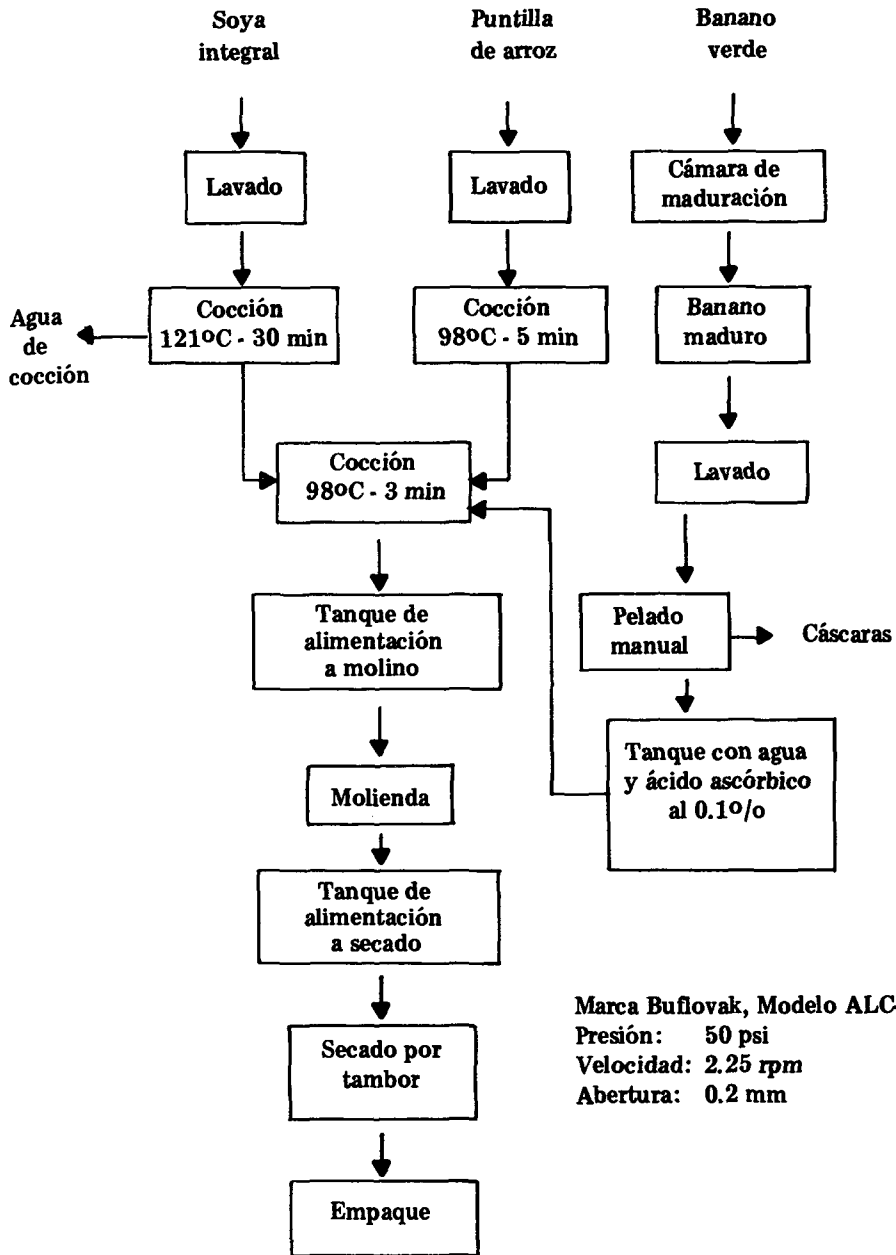 Soya
integral
Puntilla
de arroz
Banano
verde
Lavado
Lavado
Cámara de
maduración
Agua
de
cocción
Cocción
121ºC - 30 min
Cocción
98ºC - 5 min
Banano
maduro
Cocción
98ºC - 3 min
Lavado
Tanque de
alimentación
a molino
Pelado
manual
Cáscaras
Molienda
Tanque con agua
y ácido ascórbico
al 0.1º/o
Tanque de
alimentación
a secado
Secado por
tambor
Marca Buflovak, Modelo ALC-
Presión: 50 psi
Velocidad: 2.25 rpm
Abertura: 0.2 mm
Empaque